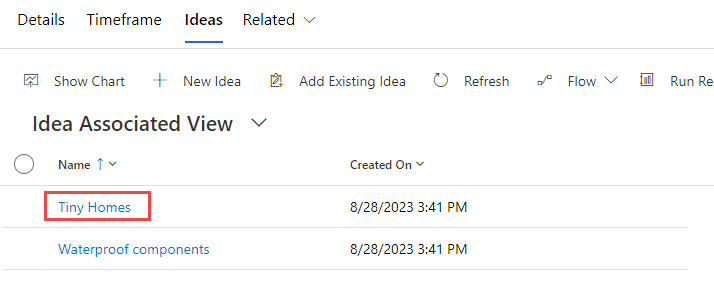 Details Timeframe Ideas Related
Show Chart New Idea Add Existing Idea Refresh Flow Run Re
Idea Associated View
Name ↑ Created On
Tiny Homes 8/28/2023 3:41 PM
Waterproof components 8/28/2023 3:41 PM